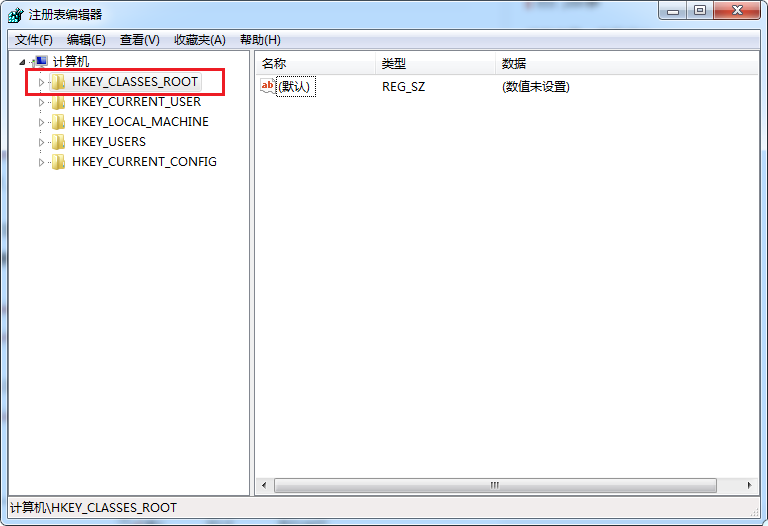 注册表编辑器
文件(F) 编辑(E) 查看(V) 收藏夹(A) 帮助(H)
计算机
HKEY_CLASSES_ROOT
HKEY_CURRENT_USER
HKEY_LOCAL_MACHINE
HKEY_USERS
HKEY_CURRENT_CONFIG
名称 类型 数据
ab (默认) REG_SZ (数值未设置)
计算机\HKEY_CLASSES_ROOT